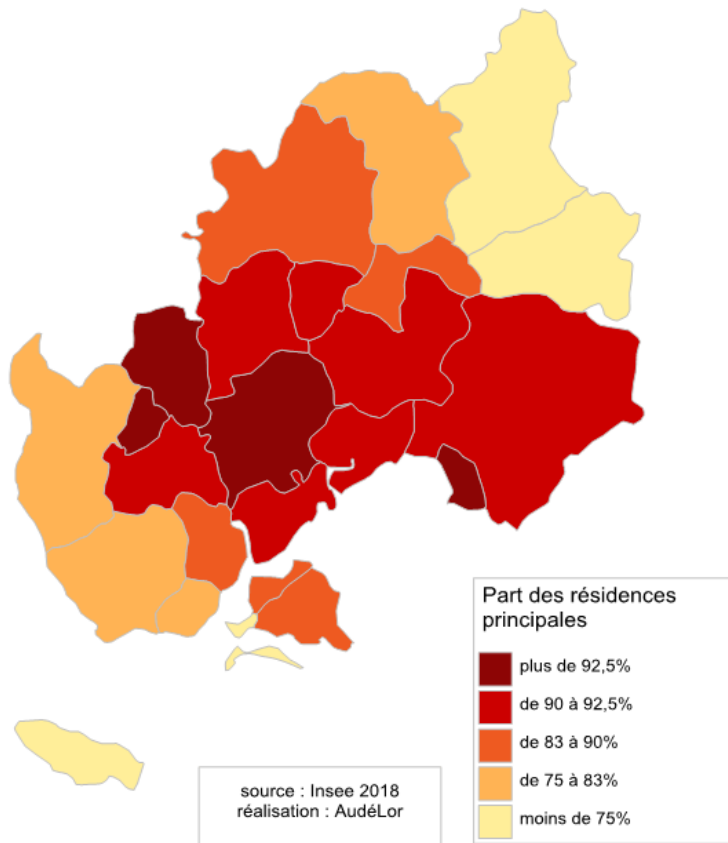 Part des résidences
principales
plus de 92,5%
de 90 à 92,5%
de 83 à 90%
de 75 à 83%
moins de 75%
source : Insee 2018
réalisation : AudéLor